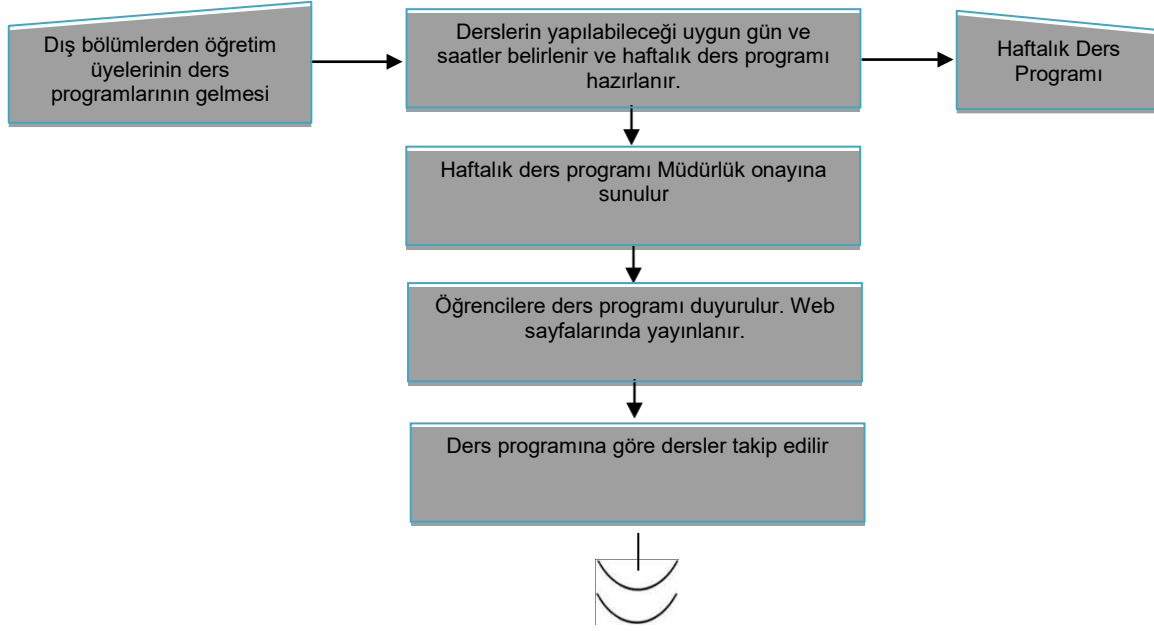 Dış bölümlerden öğretim
üyelerinin ders
programlarının gelmesi
Derslerin yapılabileceği uygun gün ve
saatler belirlenir ve haftalık ders programı
hazırlanır.
Haftalık Ders
Programı
Haftalık ders programı Müdürlük onayına
sunulur
Öğrencilere ders programı duyurulur. Web
sayfalarında yayınlanır.
Ders programına göre dersler takip edilir